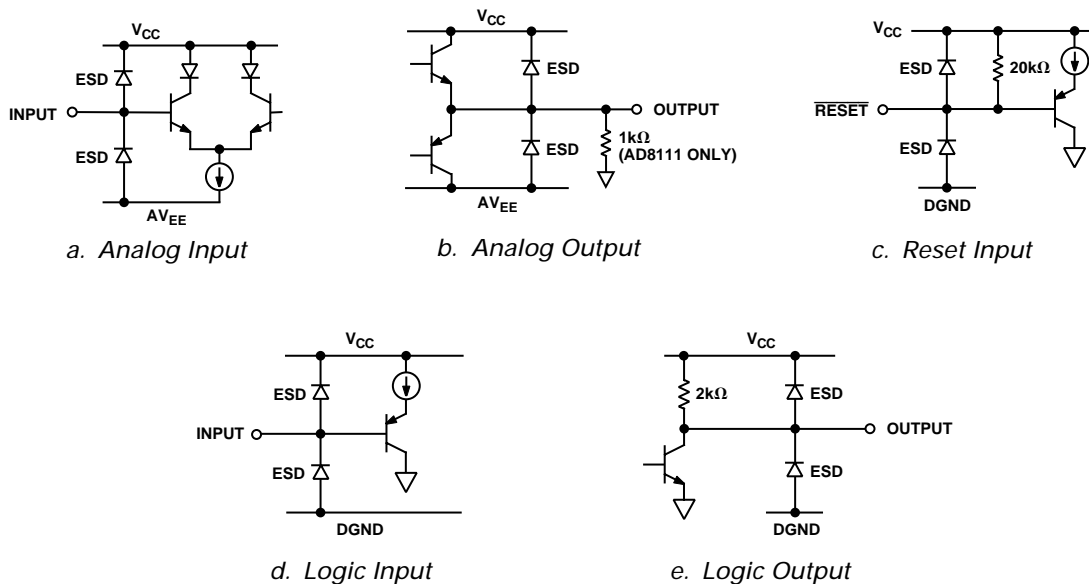 VCC
ESD
INPUT
ESD
AVEE
a. Analog Input
VCC
ESD
OUTPUT
ESD
1kΩ
(AD8111 ONLY)
AVEE
b. Analog Output
VCC
ESD
20kΩ
RESET
ESD
DGND
c. Reset Input
VCC
ESD
INPUT
ESD
DGND
d. Logic Input
VCC
2kΩ
ESD
OUTPUT
ESD
DGND
e. Logic Output